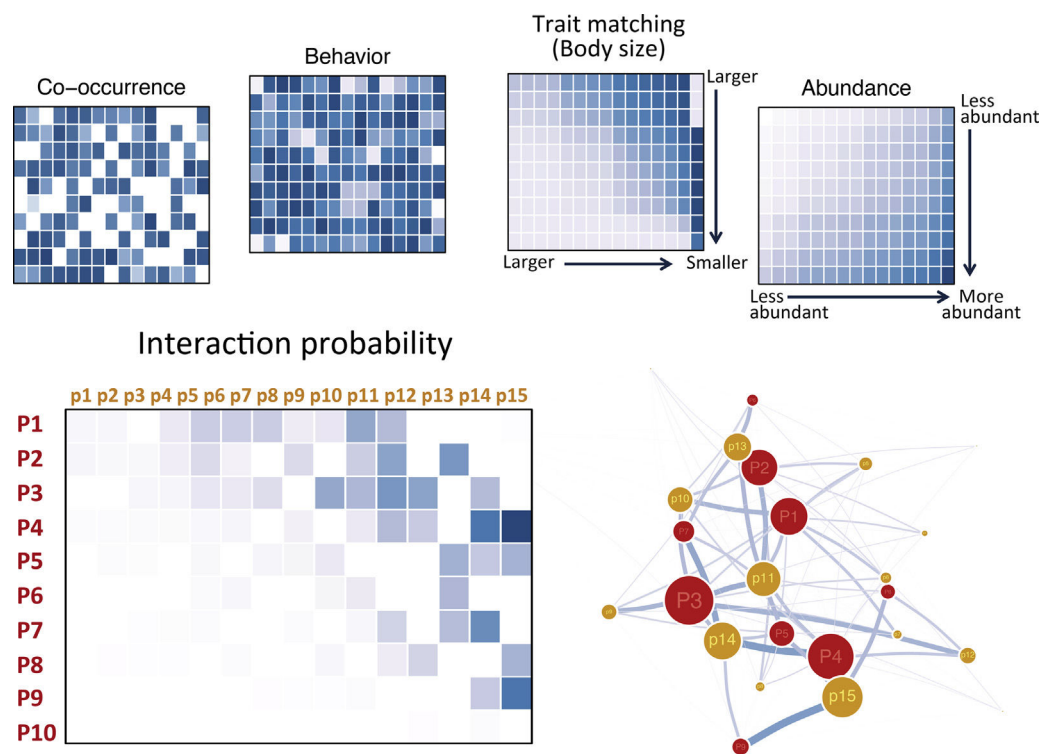 Co-occurrence
Behavior
Trait matching
(Body size)
Larger
Smaller
Larger
Smaller
Abundance
Less
abundant
Less
abundant
More
abundant
Interaction probability
p1 p2 p3 p4 p5 p6 p7 p8 p9 p10 p11 p12 p13 p14 p15
P1
P2
P3
P4
P5
P6
P7
P8
P9
P10
p13
P2
p10
P1
P7
p11
P3
p14
P5
P4
p12
p15